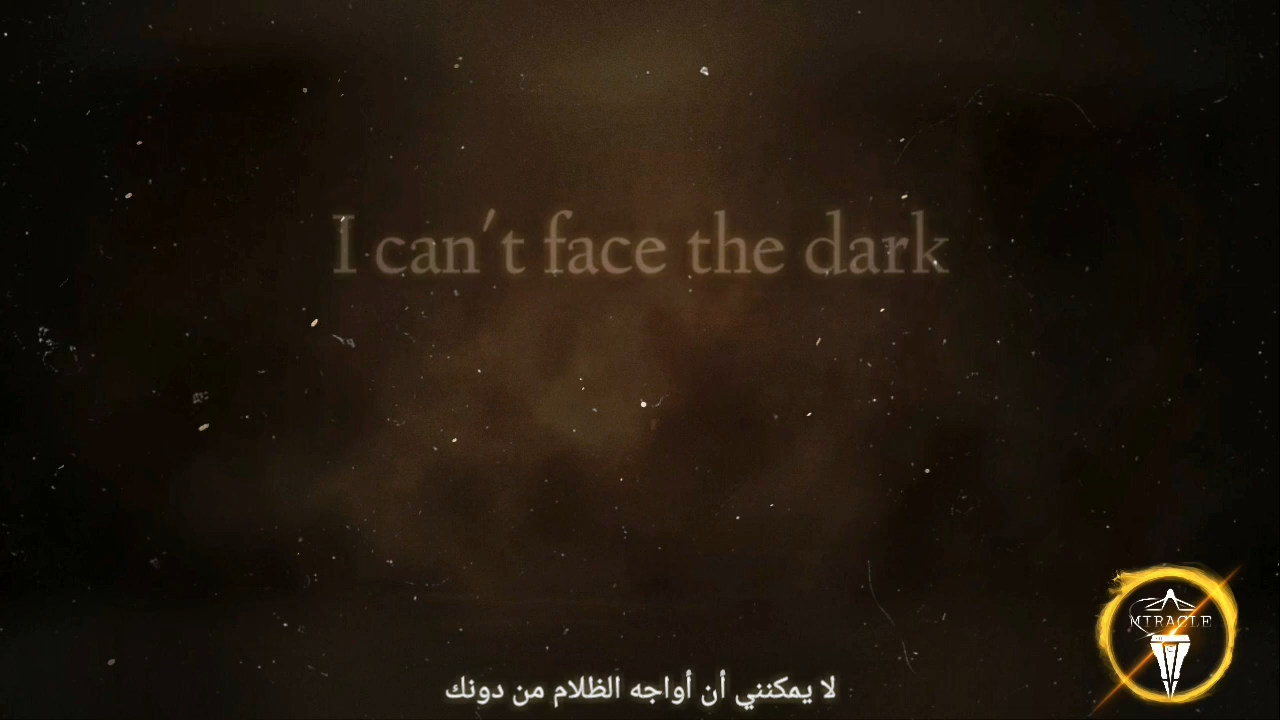 I can't face the dark
MIRACLE
لا يمكنني أن أواجه الظلام من دونك